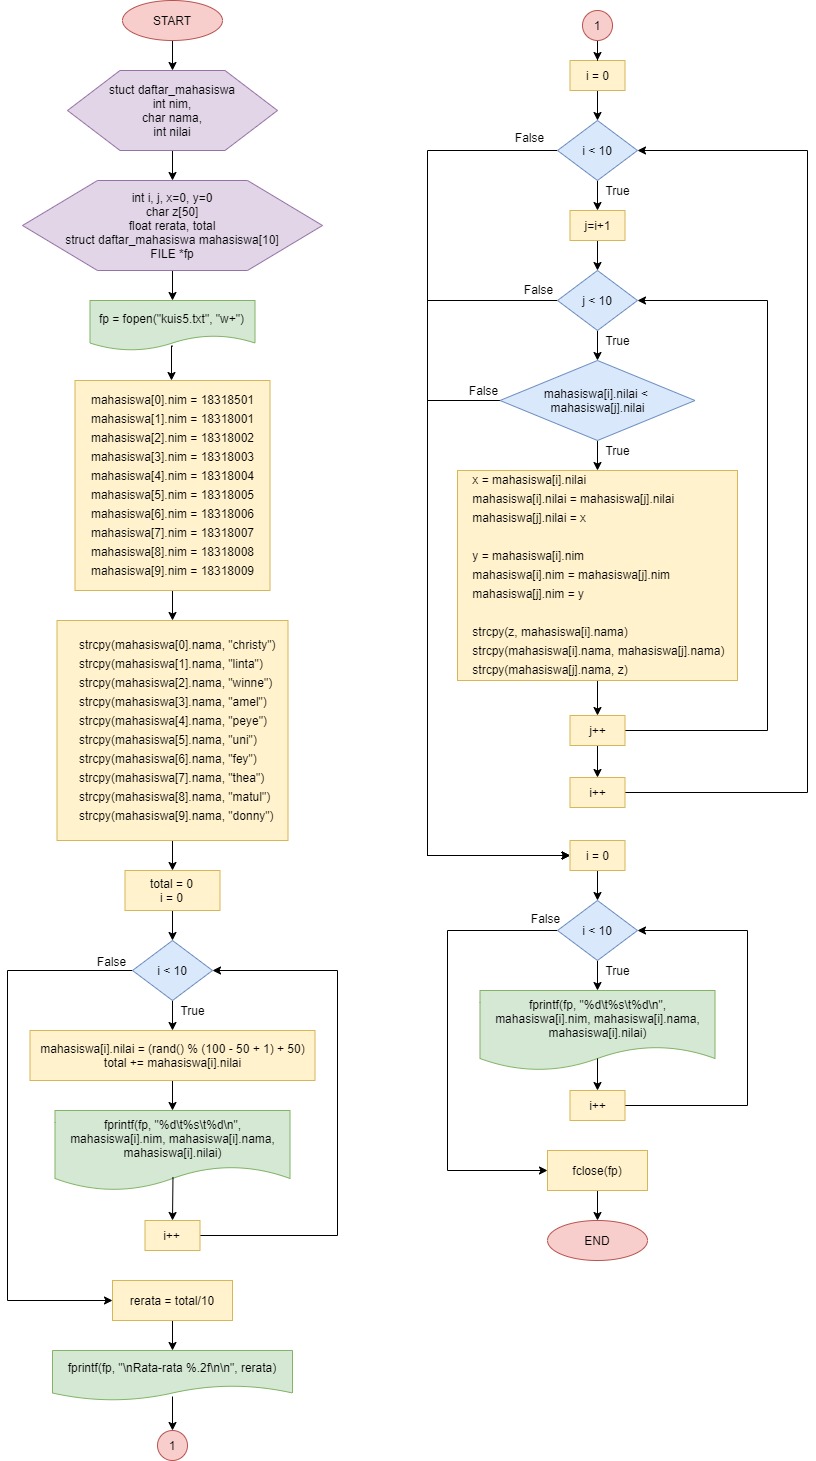 START
stuct daftar_mahasiswa
int nim,
char nama,
int nilai
int i, j, x=0, y=0
char z[50]
float rerata, total
struct daftar_mahasiswa mahasiswa[10]
FILE *fp
fp = fopen("kuis5.txt", "w+")
mahasiswa[0].nim = 18318501
mahasiswa[1].nim = 18318001
mahasiswa[2].nim = 18318002
mahasiswa[3].nim = 18318003
mahasiswa[4].nim = 18318004
mahasiswa[5].nim = 18318005
mahasiswa[6].nim = 18318006
mahasiswa[7].nim = 18318007
mahasiswa[8].nim = 18318008
mahasiswa[9].nim = 18318009
strcpy(mahasiswa[0].nama, "christy")
strcpy(mahasiswa[1].nama, "linta")
strcpy(mahasiswa[2].nama, "winne")
strcpy(mahasiswa[3].nama, "amel")
strcpy(mahasiswa[4].nama, "peye")
strcpy(mahasiswa[5].nama, "uni")
strcpy(mahasiswa[6].nama, "fey")
strcpy(mahasiswa[7].nama, "thea")
strcpy(mahasiswa[8].nama, "matul")
strcpy(mahasiswa[9].nama, "donny")
total = 0
i = 0
False
i < 10
True
mahasiswa[i].nilai = (rand() % (100 - 50 + 1) + 50)
total += mahasiswa[i].nilai
fprintf(fp, "%d\t%s\t%d\n",
mahasiswa[i].nim, mahasiswa[i].nama,
mahasiswa[i].nilai)
i++
rerata = total/10
fprintf(fp, "\nRata-rata %.2f\n\n", rerata)
1
1
i = 0
False
i < 10
True
j=i+1
False
j < 10
True
False
mahasiswa[i].nilai <
mahasiswa[j].nilai
True
x = mahasiswa[i].nilai
mahasiswa[i].nilai = mahasiswa[j].nilai
mahasiswa[j].nilai = x
y = mahasiswa[i].nim
mahasiswa[i].nim = mahasiswa[j].nim
mahasiswa[j].nim = y
strcpy(z, mahasiswa[i].nama)
strcpy(mahasiswa[i].nama, mahasiswa[j].nama)
strcpy(mahasiswa[j].nama, z)
j++
i++
i = 0
False
i < 10
True
fprintf(fp, "%d\t%s\t%d\n",
mahasiswa[i].nim, mahasiswa[i].nama,
mahasiswa[i].nilai)
i++
fclose(fp)
END